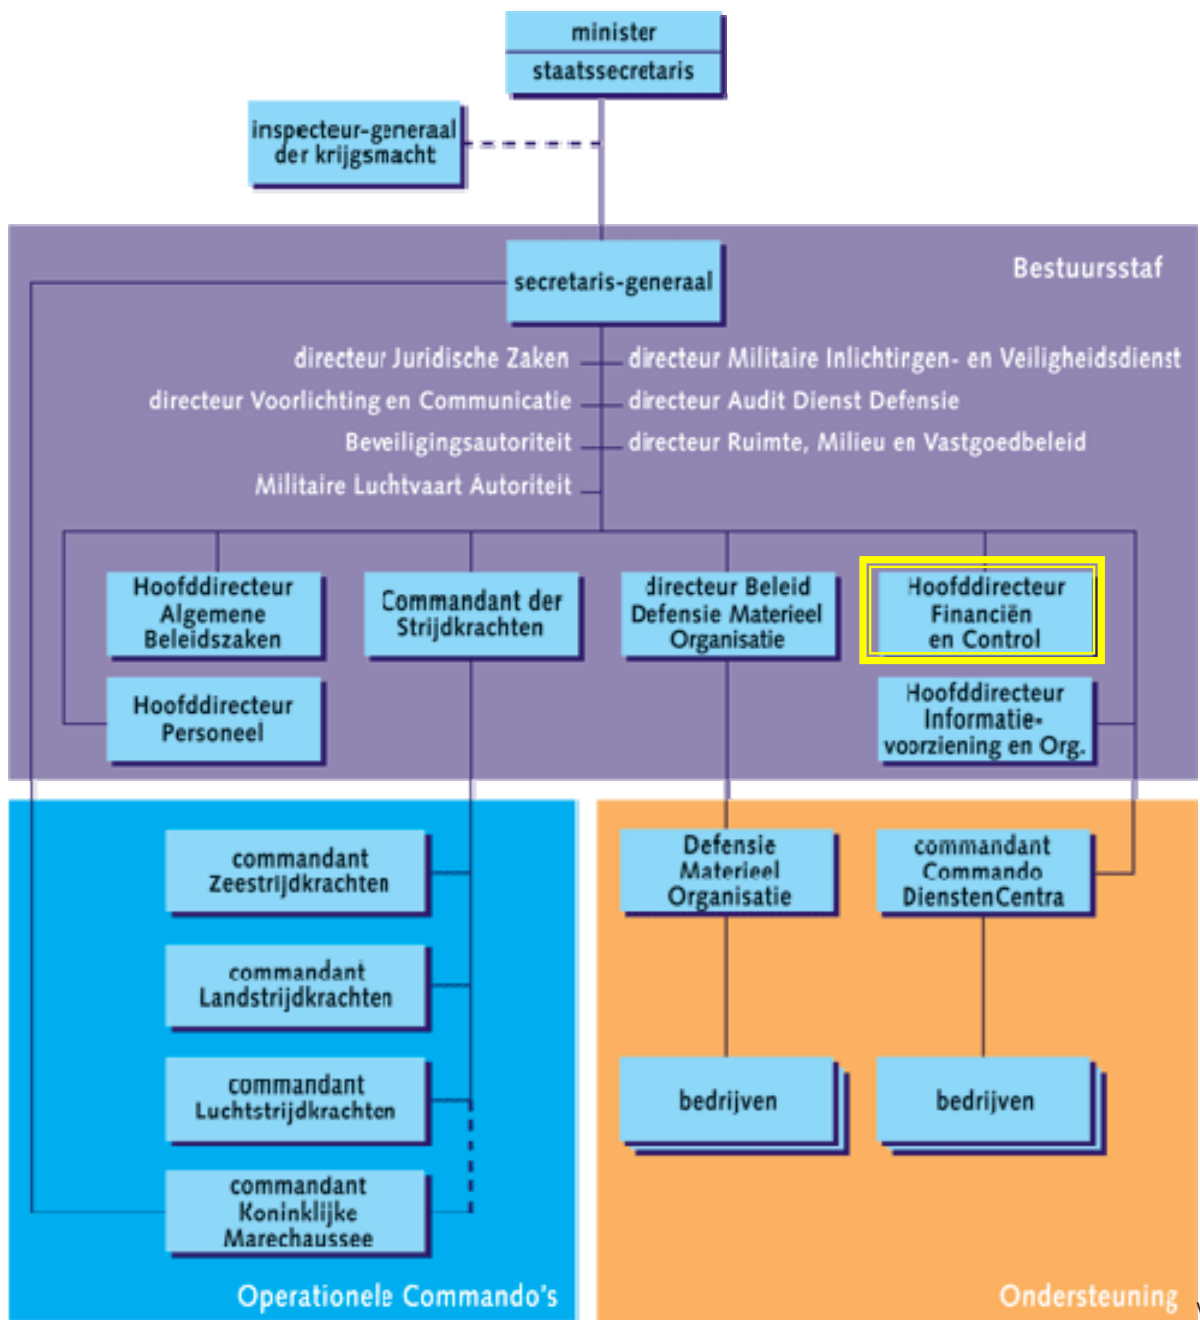 minister
staatssecretaris
inspecteur-generaal
der krijgsmacht
Bestuursstaf
secretaris-generaal
directeur Juridische Zaken
directeur Militaire Inlichtingen- en Veiligheidsdienst
directeur Voorlichting en Communicatie
directeur Audit Dienst Defensie
Beveiligingsautoriteit
directeur Ruimte, Milieu en Vastgoedbeleid
Militaire Luchtvaart Autoriteit
Hoofddirecteur
Algemene
Beleidszaken
Commandant der
Strijdkrachten
directeur Beleid
Defensie Materieel
Organisatie
Hoofddirecteur
Financiën
en Control
Hoofddirecteur
Personeel
Hoofddirecteur
Informatie-
voorziening en Org.
commandant
Zeestrijdkrachten
commandant
Landstrijdkrachten
commandant
Luchtstrijdkrachten
commandant
Koninklijke
Marechaussee
Operationele Commando's
Defensie
Materieel
Organisatie
commandant
Commando
DienstenCentra
bedrijven
bedrijven
Ondersteuning